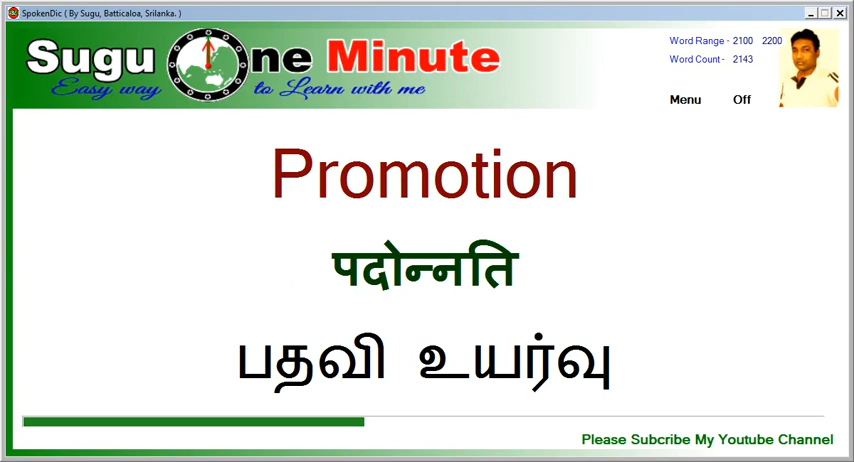 SpokenDic ( By Sugu, Batticaloa, Srilanka. )
Sugu One Minute
Easy way to Learn with me
Word Range - 2100 2200
Word Count - 2143
Menu Off
Promotion
पदोन्नति
பதவி உயர்வு
Please Subcribe My Youtube Channel